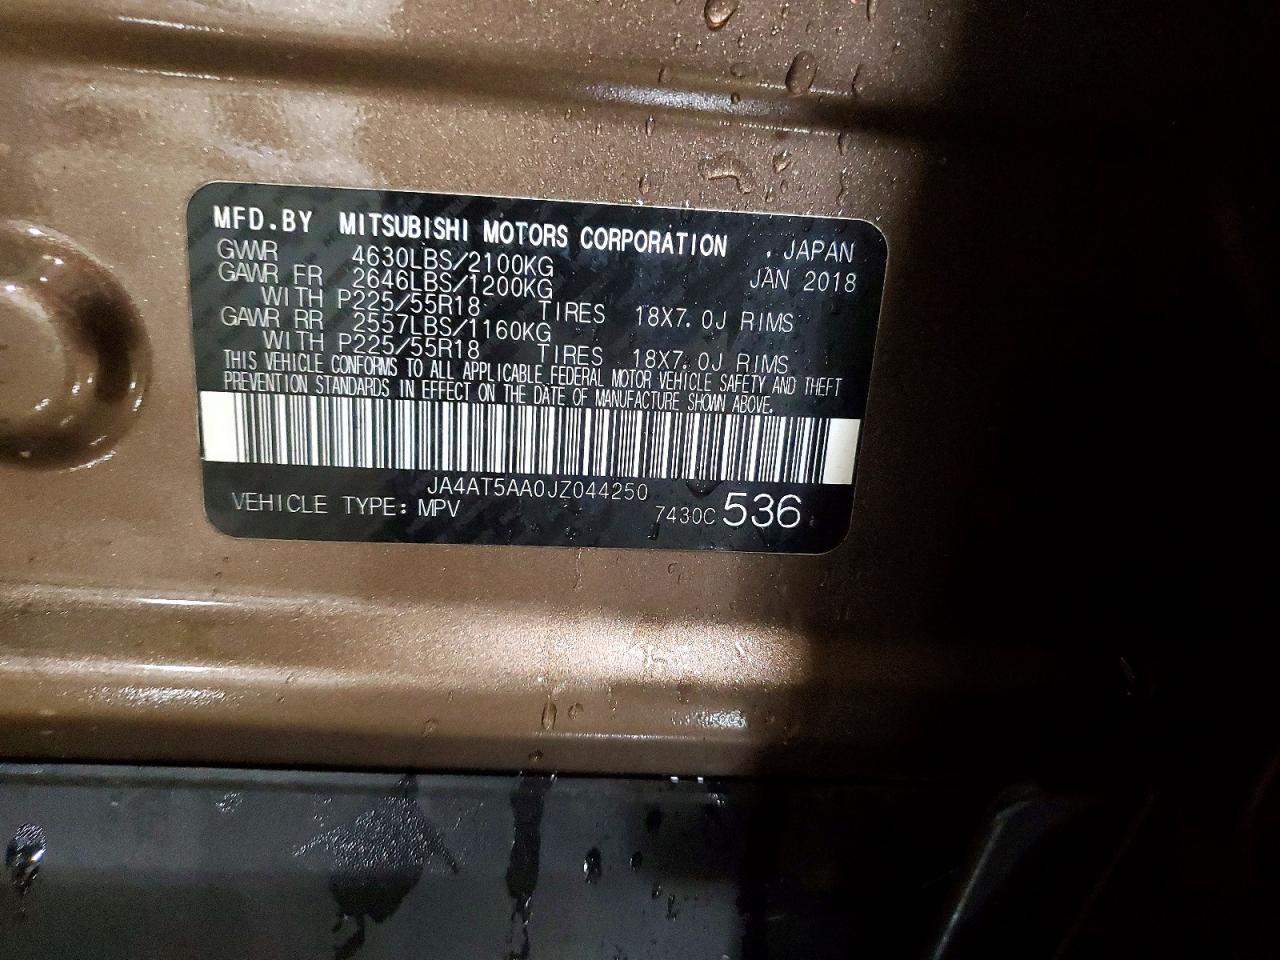 MFD.BY MITSUBISHI MOTORS CORPORATION . JAPAN
GVWR 4630LBS/2100KG JAN 2018
GAWR FR 2646LBS/1200KG
WITH P225/55R18 TIRES 18X7.0J RIMS
GAWR RR 2557LBS/1160KG
WITH P225/55R18 TIRES 18X7.0J RIMS
THIS VEHICLE CONFORMS TO ALL APPLICABLE FEDERAL MOTOR VEHICLE SAFETY AND THEFT
PREVENTION STANDARDS IN EFFECT ON THE DATE OF MANUFACTURE SHOWN ABOVE.
JA4AT5AA0JZ044250
VEHICLE TYPE: MPV 7430C 536